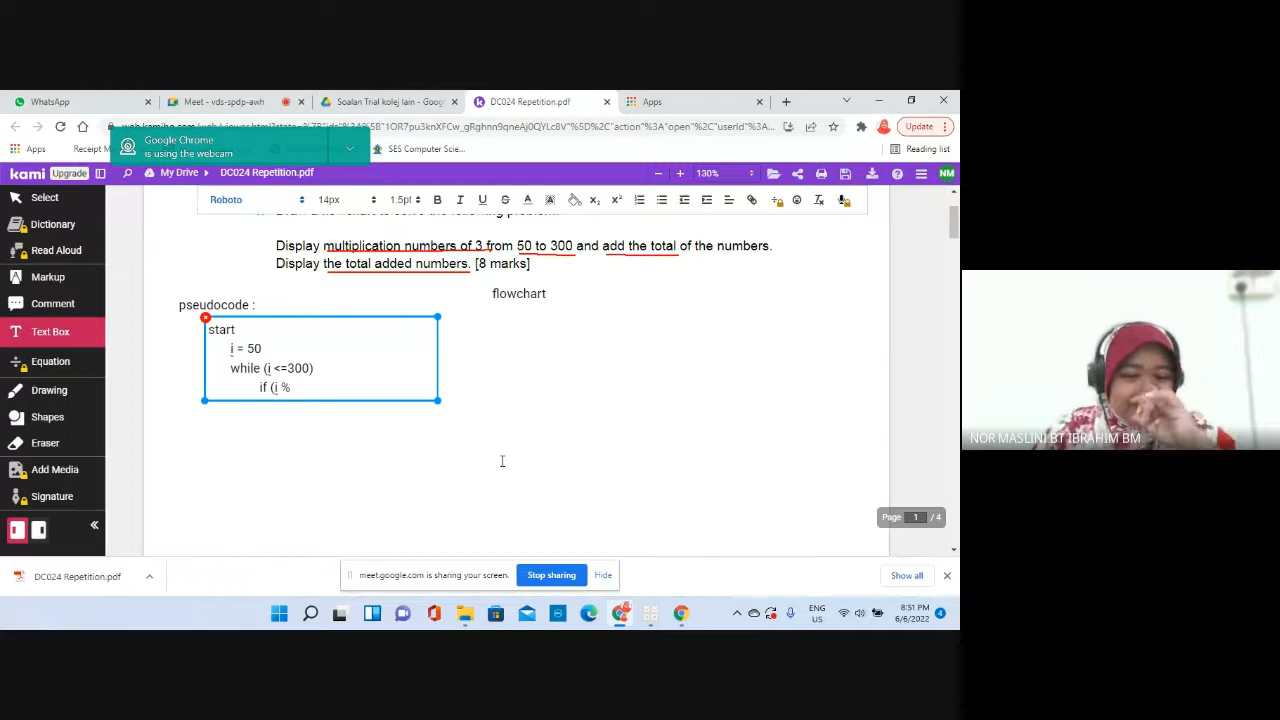 WhatsApp
Meet - vds-spdp-awh
Soalan Trial kolej lain - Goog
DC024 Repetition.pdf
Apps
Update
Google Chrome
is using the webcam
Apps
Receipt
SES Computer Scie...
Reading list
kami
Upgrade
My Drive
DC024 Repetition.pdf
130%
NM
Select
Dictionary
Read Aloud
Markup
Comment
Text Box
Equation
Drawing
Shapes
Eraser
Add Media
Signature
Roboto
14px
1.5pt
Display multiplication numbers of 3 from 50 to 300 and add the total of the numbers.
Display the total added numbers. [8 marks]
flowchart
pseudocode :
start
i = 50
while (i <=300)
if (i %
Page 1 / 4
NOR MASLINI BT IBRAHIM BM
DC024 Repetition.pdf
meet.google.com is sharing your screen.
Stop sharing
Hide
Show all
ENG
US
8:51 PM
6/6/2022
4